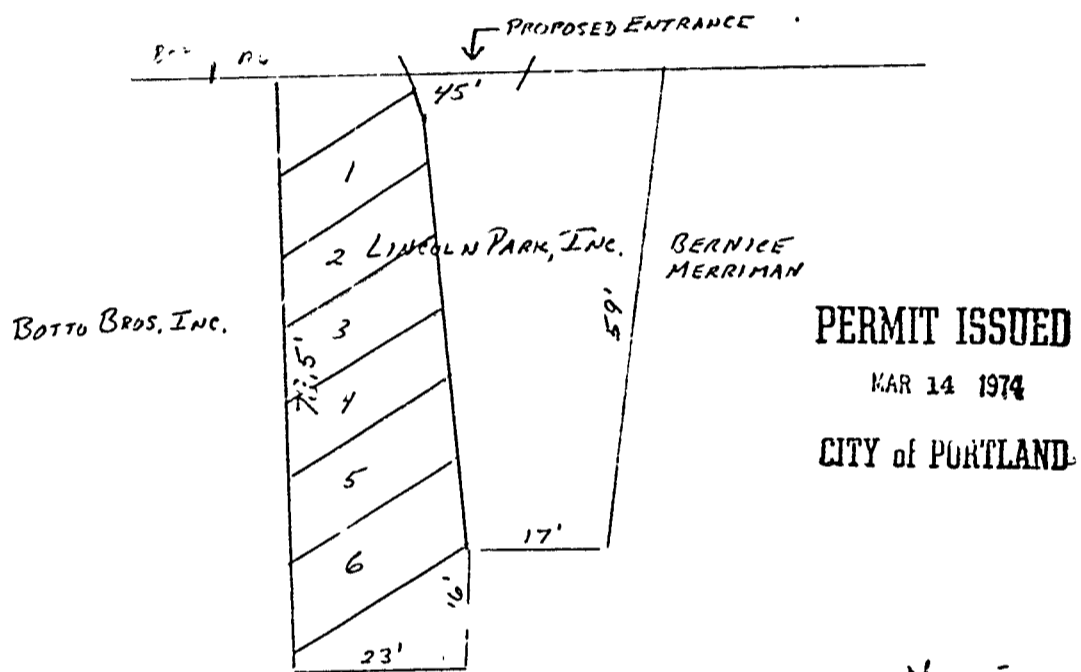 PROPOSED ENTRANCE
45'
1
2
LINCOLN PARK, INC.
BERNICE
MERRIMAN
BOTTO BROS. INC.
3
59'
PERMIT ISSUED
MAR 14 1974
CITY of PORTLAND
4
5
6
17'
16'
23'